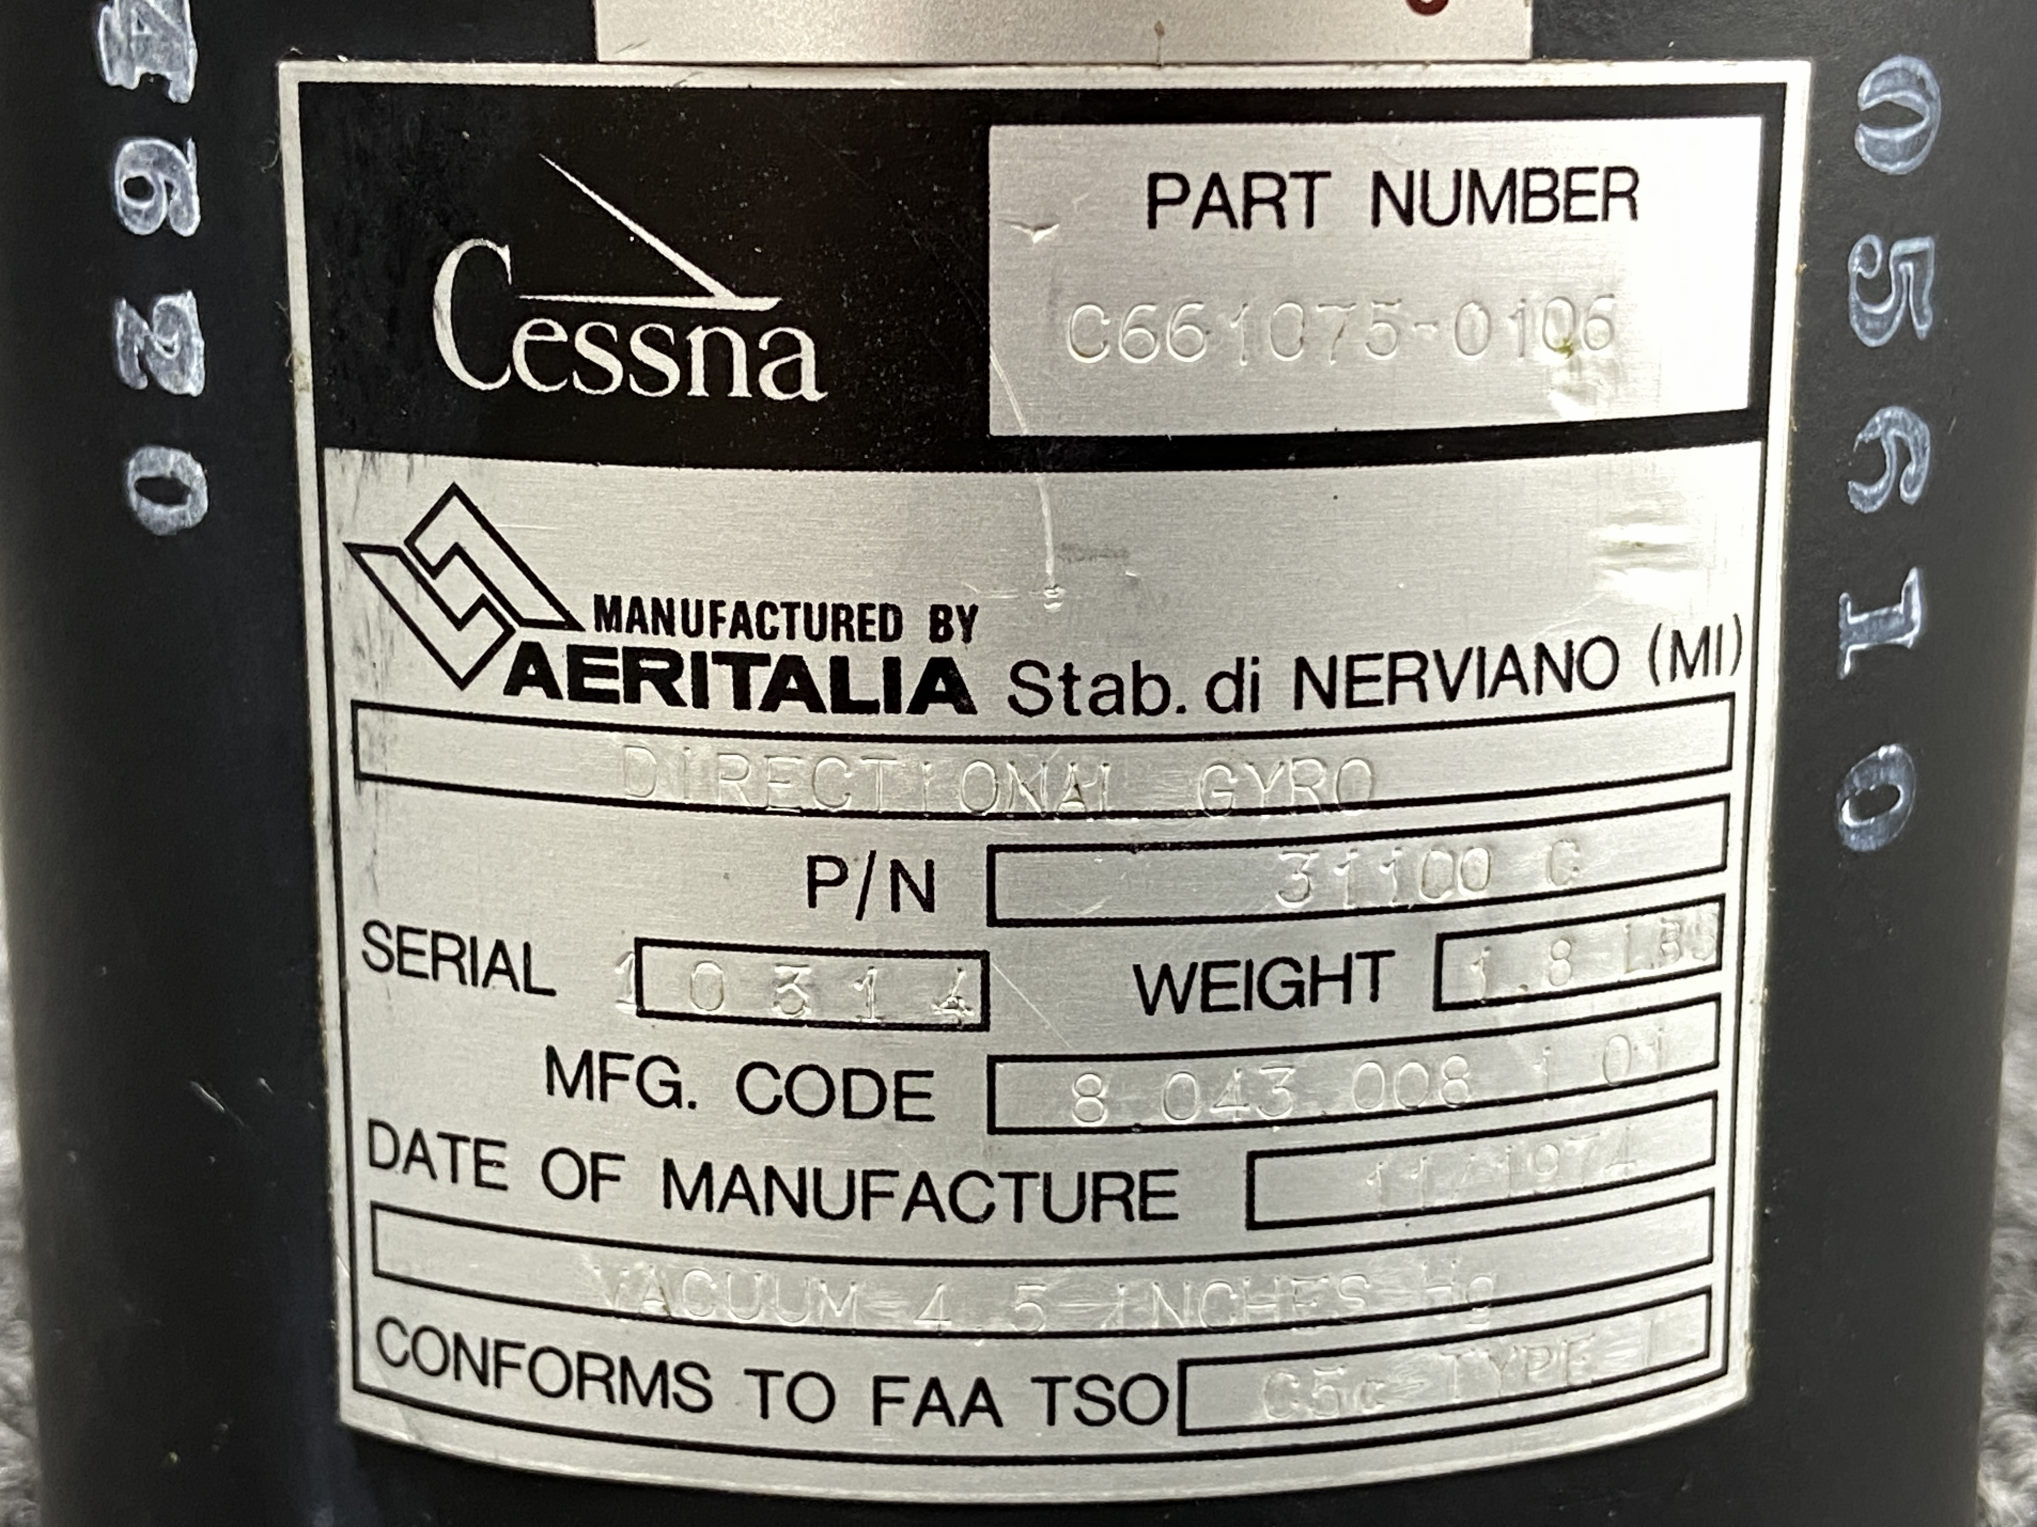 Cessna
PART NUMBER
C661075-0106
MANUFACTURED BY
AERITALIA Stab. di NERVIANO (MI)
DIRECTIONAL GYRO
P/N 31100 C
SERIAL 10314 WEIGHT 1.8 LBS
MFG. CODE 8 043 008 1 01
DATE OF MANUFACTURE 11/1974
VACUUM 4,5 INCHES Hg
CONFORMS TO FAA TSO C5c TYPE I
05610